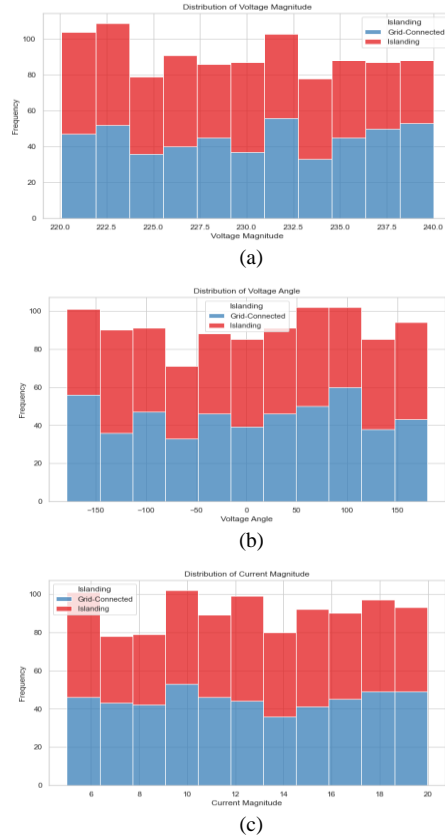 Distribution of Voltage Magnitude
Islanding
Grid-Connected
Islanding
100
80
60
40
20
0
Frequency
220.0 222.5 225.0 227.5 230.0 232.5 235.0 237.5 240.0
Voltage Magnitude
(a)
Distribution of Voltage Angle
Islanding
Grid-Connected
Islanding
100
80
60
40
20
0
Frequency
−150 −100 −50 0 50 100 150
Voltage Angle
(b)
Distribution of Current Magnitude
Islanding
Grid-Connected
Islanding
100
80
60
40
20
0
Frequency
6 8 10 12 14 16 18 20
Current Magnitude
(c)